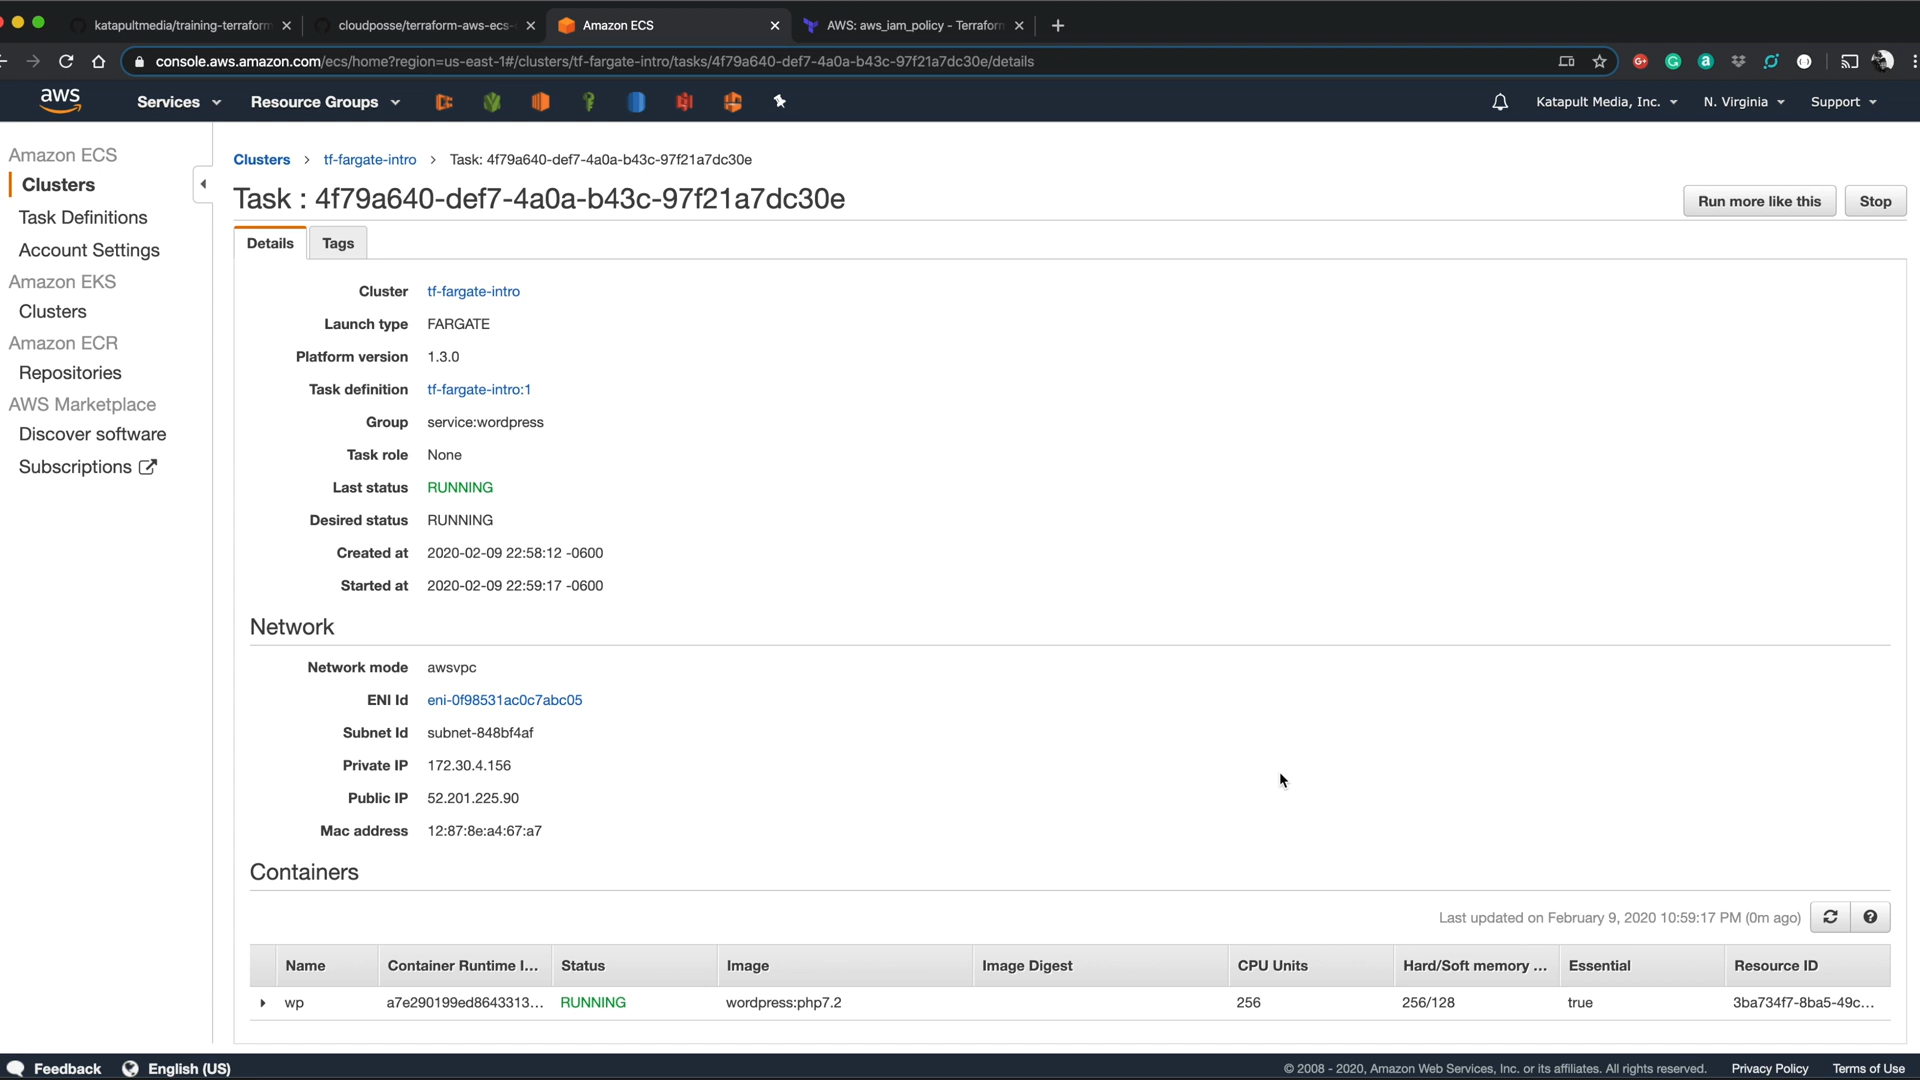 katapultmedia/training-terraform
cloudposse/terraform-aws-ecs-
Amazon ECS
AWS: aws_iam_policy - Terraform
console.aws.amazon.com/ecs/home?region=us-east-1#/clusters/tf-fargate-intro/tasks/4f79a640-def7-4a0a-b43c-97f21a7dc30e/details
aws
Services
Resource Groups
Katapult Media, Inc.
N. Virginia
Support
Amazon ECS
Clusters
Task Definitions
Account Settings
Amazon EKS
Clusters
Amazon ECR
Repositories
AWS Marketplace
Discover software
Subscriptions
Clusters > tf-fargate-intro > Task: 4f79a640-def7-4a0a-b43c-97f21a7dc30e
Task : 4f79a640-def7-4a0a-b43c-97f21a7dc30e
Run more like this
Stop
Details
Tags
Cluster tf-fargate-intro
Launch type FARGATE
Platform version 1.3.0
Task definition tf-fargate-intro:1
Group service:wordpress
Task role None
Last status RUNNING
Desired status RUNNING
Created at 2020-02-09 22:58:12 -0600
Started at 2020-02-09 22:59:17 -0600
Network
Network mode awsvpc
ENI Id eni-0f98531ac0c7abc05
Subnet Id subnet-848bf4af
Private IP 172.30.4.156
Public IP 52.201.225.90
Mac address 12:87:8e:a4:67:a7
Containers
Last updated on February 9, 2020 10:59:17 PM (0m ago)
Name Container Runtime I... Status Image Image Digest CPU Units Hard/Soft memory ... Essential Resource ID
wp a7e290199ed8643313... RUNNING wordpress:php7.2 256 256/128 true 3ba734f7-8ba5-49c...
Feedback
English (US)
© 2008 - 2020, Amazon Web Services, Inc. or its affiliates. All rights reserved.
Privacy Policy
Terms of Use